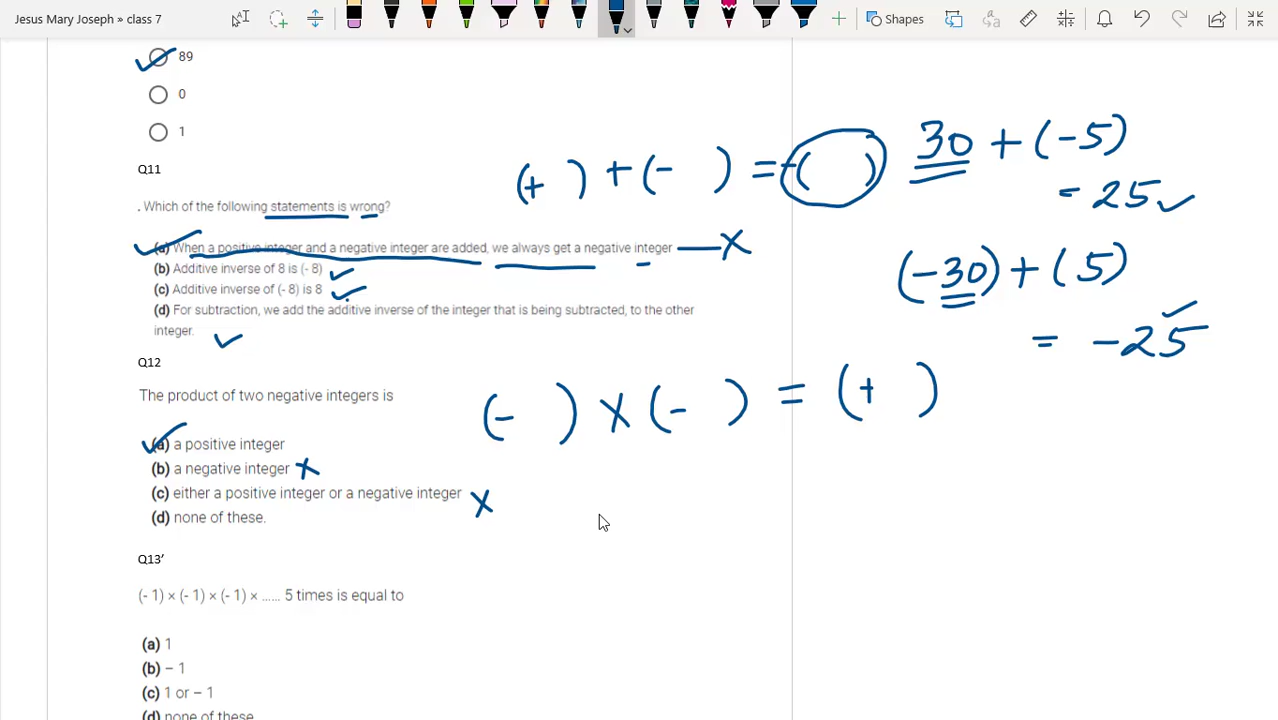 Jesus Mary Joseph » class 7
Shapes
89
0
1
Q11
. Which of the following statements is wrong?
(a) When a positive integer and a negative integer are added, we always get a negative integer
(b) Additive inverse of 8 is (- 8)
(c) Additive inverse of (- 8) is 8
(d) For subtraction, we add the additive inverse of the integer that is being subtracted, to the other
integer.
(+ ) + (- ) = -( )
30 + (-5)
= 25
(-30) + (5)
= -25
Q12
The product of two negative integers is
(- ) × (- ) = (+ )
(a) a positive integer
(b) a negative integer
(c) either a positive integer or a negative integer
(d) none of these.
Q13’
(- 1) × (- 1) × (- 1) × ...... 5 times is equal to
(a) 1
(b) – 1
(c) 1 or – 1
(d) none of these